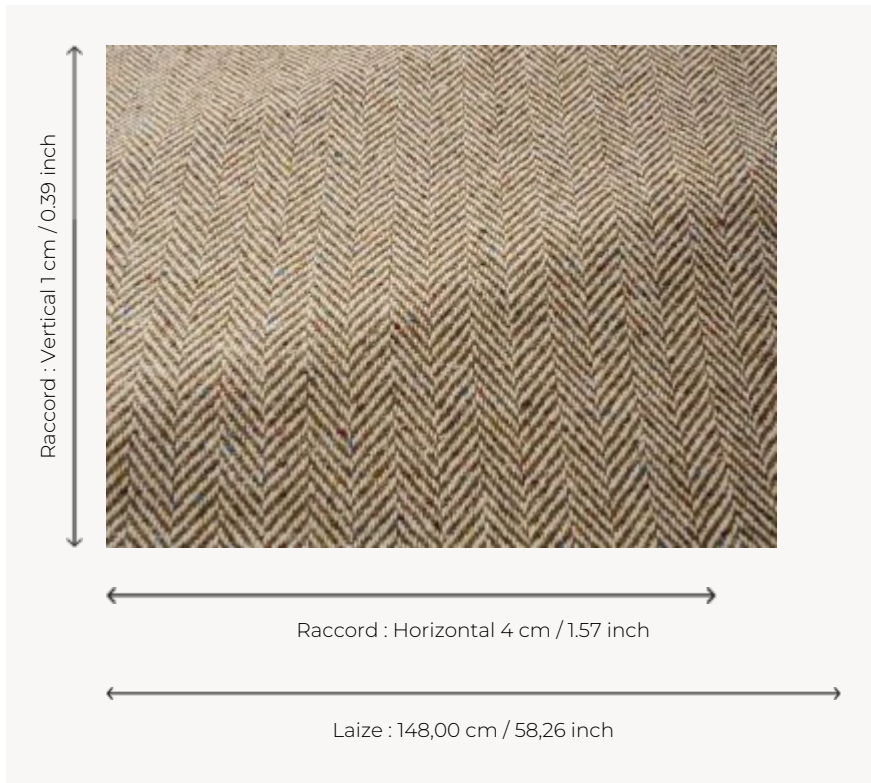 Raccord : Vertical 1 cm / 0.39 inch
Raccord : Horizontal 4 cm / 1.57 inch
Laize : 148,00 cm / 58,26 inch